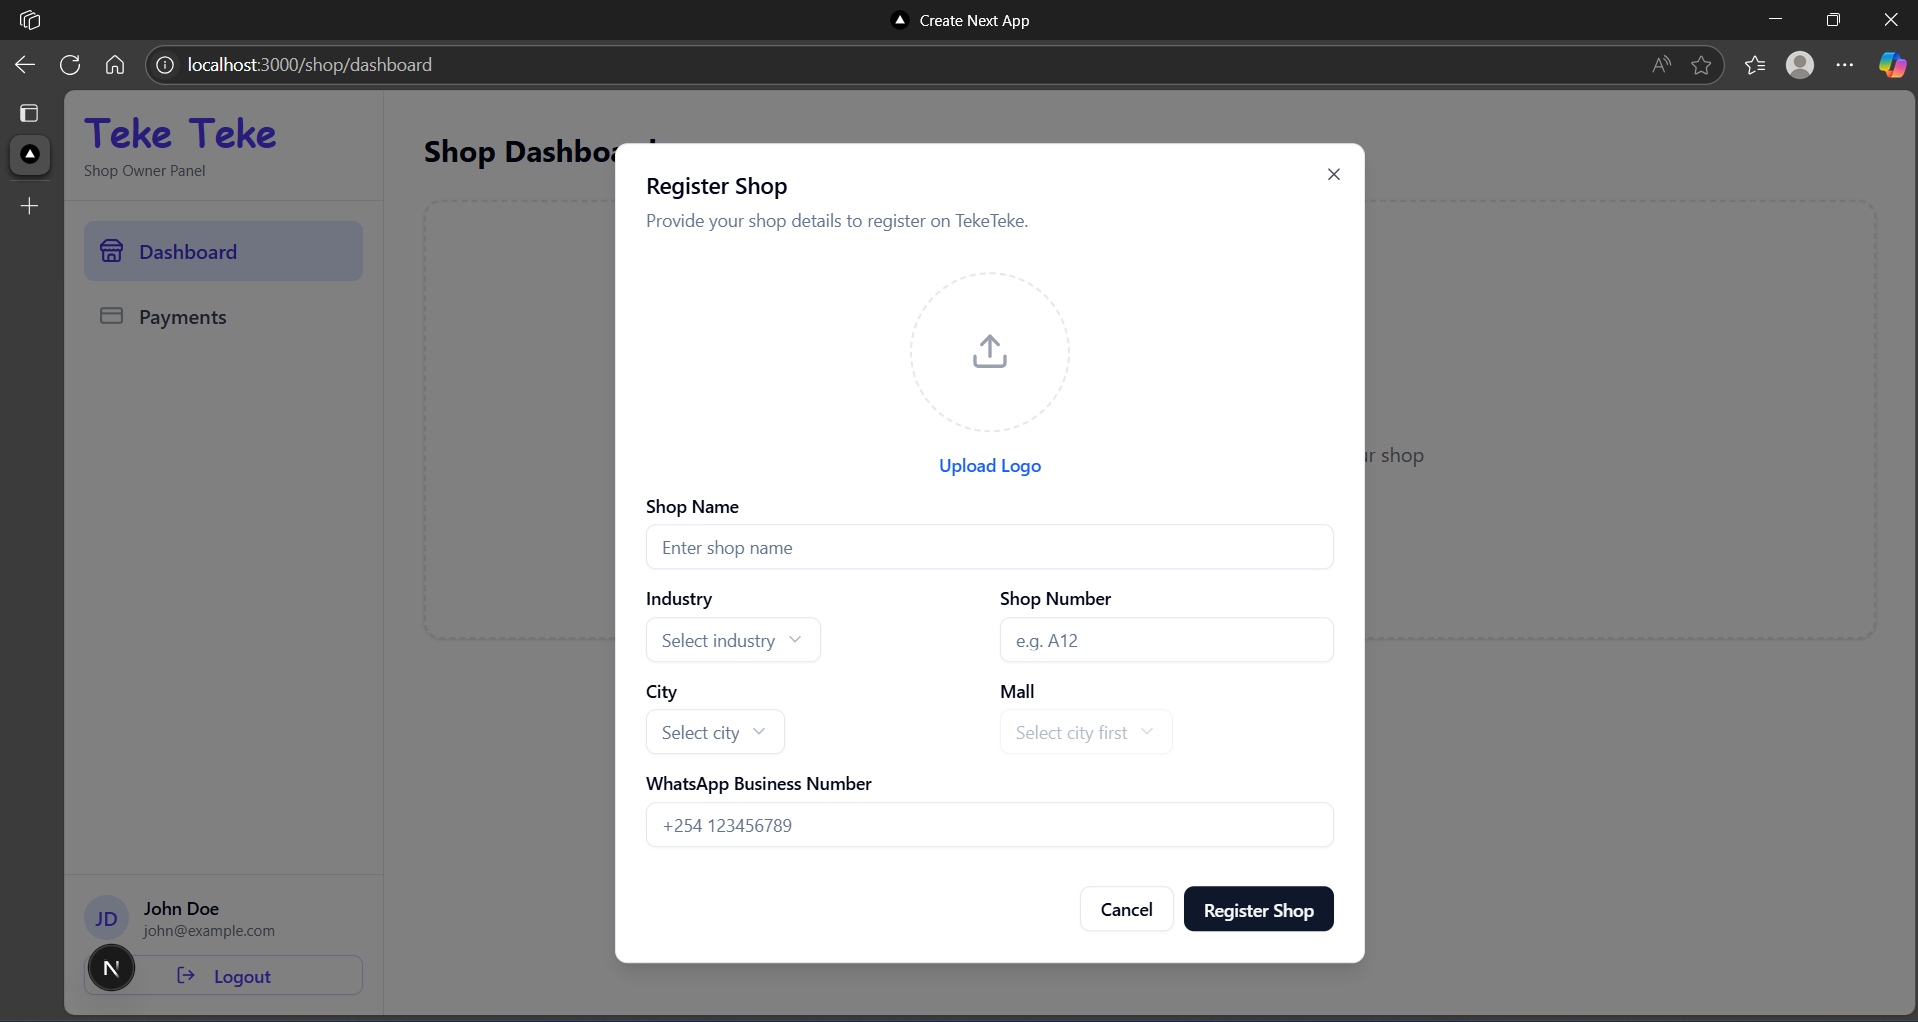 Create Next App
localhost:3000/shop/dashboard
Teke Teke
Shop Owner Panel
Dashboard
Payments
John Doe
JD
john@example.com
N
Logout
Shop Dashboa
shop
Register Shop
Provide your shop details to register on TekeTeke.
Upload Logo
Shop Name
Enter shop name
Industry
Shop Number
Select industry
e.g. A12
City
Mall
Select city
Select city first
WhatsApp Business Number
+254 123456789
Cancel
Register Shop